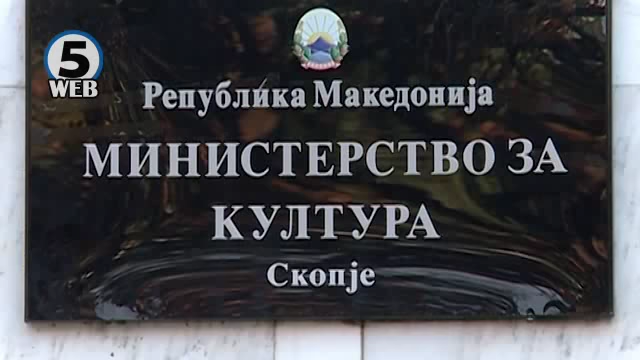 5
WEB
Република Македонија
МИНИСТЕРСТВО ЗА
КУЛТУРА
Скопје